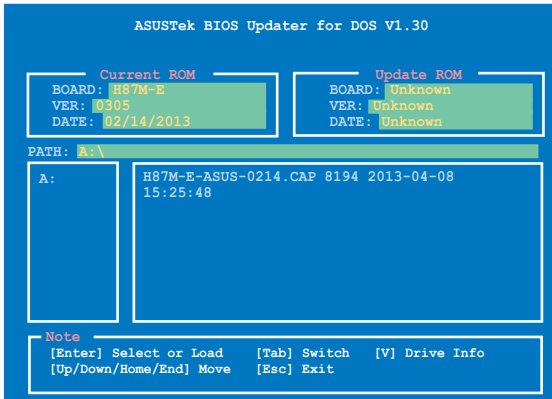 ASUSTek BIOS Updater for DOS V1.30
Current ROM
BOARD: H87M-E
VER: 0305
DATE: 02/14/2013
Update ROM
BOARD: Unknown
VER: Unknown
DATE: Unknown
PATH: A:\
A:
H87M-E-ASUS-0214.CAP 8194 2013-04-08
15:25:48
Note
[Enter] Select or Load [Tab] Switch [V] Drive Info
[Up/Down/Home/End] Move [Esc] Exit